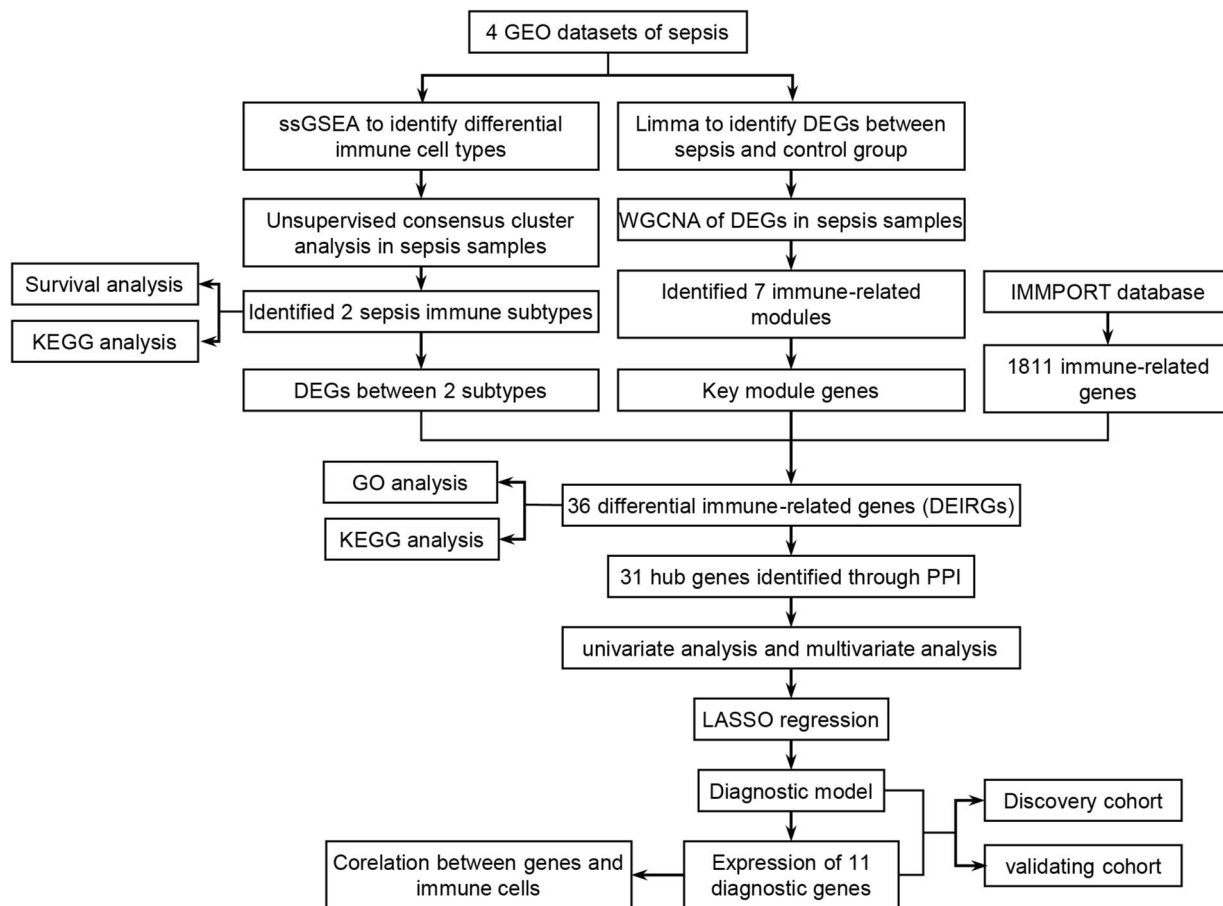 4 GEO datasets of sepsis
ssGSEA to identify differential
immune cell types
Limma to identify DEGs between
sepsis and control group
Unsupervised consensus cluster
analysis in sepsis samples
WGCNA of DEGs in sepsis samples
Survival analysis
KEGG analysis
Identified 2 sepsis immune subtypes
Identified 7 immune-related
modules
IMMPORT database
DEGs between 2 subtypes
Key module genes
1811 immune-related
genes
GO analysis
KEGG analysis
36 differential immune-related genes (DEIRGs)
31 hub genes identified through PPI
univariate analysis and multivariate analysis
LASSO regression
Diagnostic model
Discovery cohort
validating cohort
Corelation between genes and
immune cells
Expression of 11
diagnostic genes